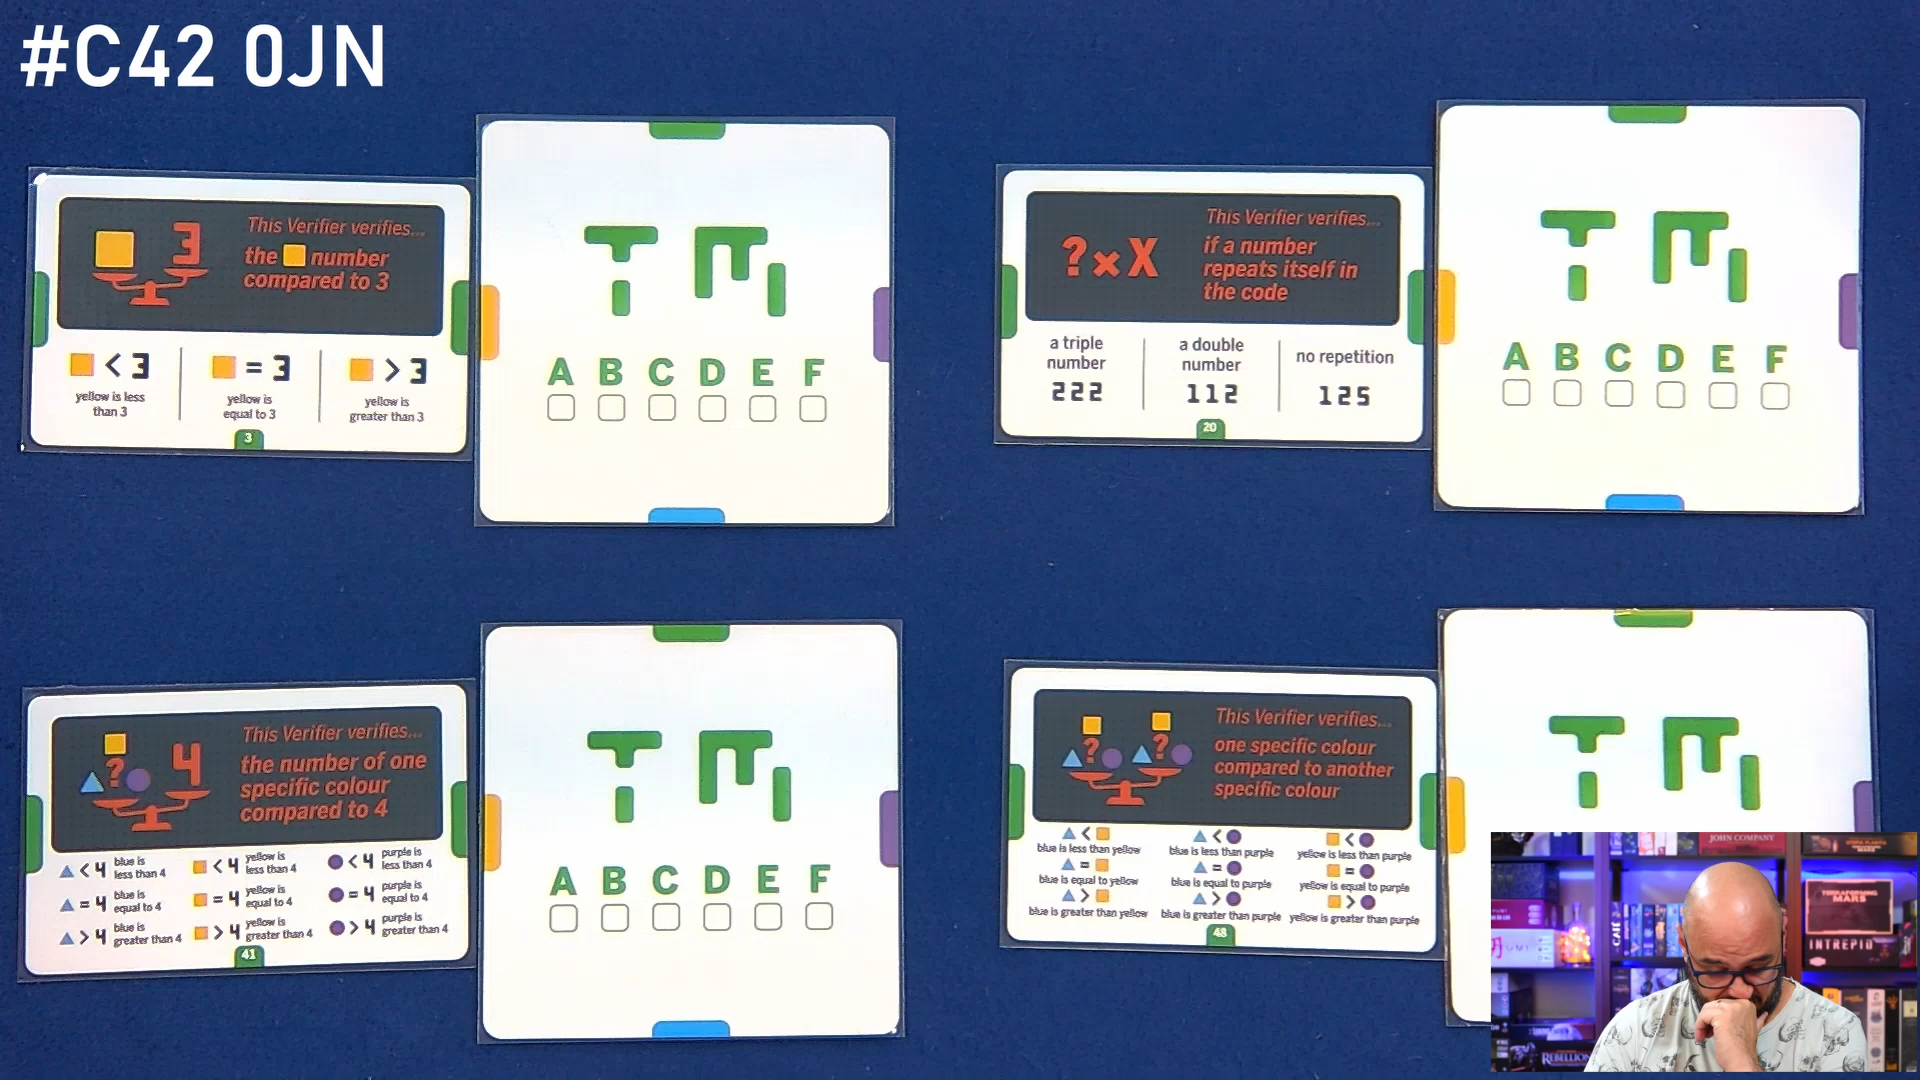 #C42 0JN
This Verifier verifies...
the number
compared to 3
3
< 3
yellow is less
than 3
= 3
yellow is
equal to 3
> 3
yellow is
greater than 3
3
A B C D E F
This Verifier verifies...
if a number
repeats itself in
the code
? x X
a triple
number
222
a double
number
112
no repetition
125
20
A B C D E F
This Verifier verifies...
the number of one
specific colour
compared to 4
? 4
< 4 blue is
less than 4
< 4 yellow is
less than 4
< 4 purple is
less than 4
= 4 blue is
equal to 4
= 4 yellow is
equal to 4
= 4 purple is
equal to 4
> 4 blue is
greater than 4
> 4 yellow is
greater than 4
> 4 purple is
greater than 4
41
A B C D E F
This Verifier verifies...
one specific colour
compared to another
specific colour
? ?
<
blue is less than yellow
<
blue is less than purple
<
yellow is less than purple
=
blue is equal to yellow
=
blue is equal to purple
=
yellow is equal to purple
>
blue is greater than yellow
>
blue is greater than purple
>
yellow is greater than purple
48
JOHN COMPANY
TERRAFORMING
MARS
INTREPID
REBELLION